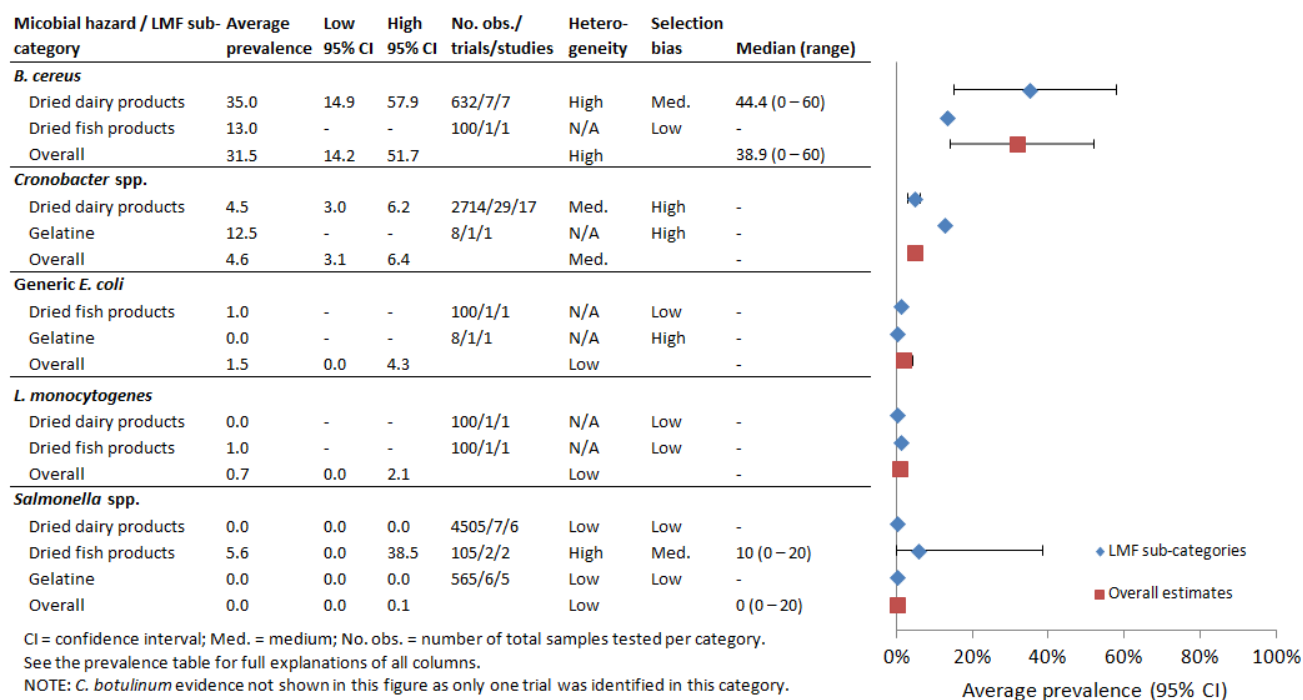 Micobial hazard / LMF sub-category Average prevalence Low 95% CI High 95% CI No. obs./ trials/studies Hetero-geneity Selection bias Median (range)
B. cereus
Dried dairy products 35.0 14.9 57.9 632/7/7 High Med. 44.4 (0 – 60)
Dried fish products 13.0 - - 100/1/1 N/A Low -
Overall 31.5 14.2 51.7 High 38.9 (0 – 60)
Cronobacter spp.
Dried dairy products 4.5 3.0 6.2 2714/29/17 Med. High -
Gelatine 12.5 - - 8/1/1 N/A High -
Overall 4.6 3.1 6.4 Med. -
Generic E. coli
Dried fish products 1.0 - - 100/1/1 N/A Low -
Gelatine 0.0 - - 8/1/1 N/A High -
Overall 1.5 0.0 4.3 Low -
L. monocytogenes
Dried dairy products 0.0 - - 100/1/1 N/A Low -
Dried fish products 1.0 - - 100/1/1 N/A Low -
Overall 0.7 0.0 2.1 Low -
Salmonella spp.
Dried dairy products 0.0 0.0 0.0 4505/7/6 Low Low -
Dried fish products 5.6 0.0 38.5 105/2/2 High Med. 10 (0 – 20)
Gelatine 0.0 0.0 0.0 565/6/5 Low Low -
Overall 0.0 0.0 0.1 Low 0 (0 – 20)
CI = confidence interval; Med. = medium; No. obs. = number of total samples tested per category.
See the prevalence table for full explanations of all columns.
NOTE: C. botulinum evidence not shown in this figure as only one trial was identified in this category.
LMF sub-categories
Overall estimates
0% 20% 40% 60% 80% 100%
Average prevalence (95% CI)